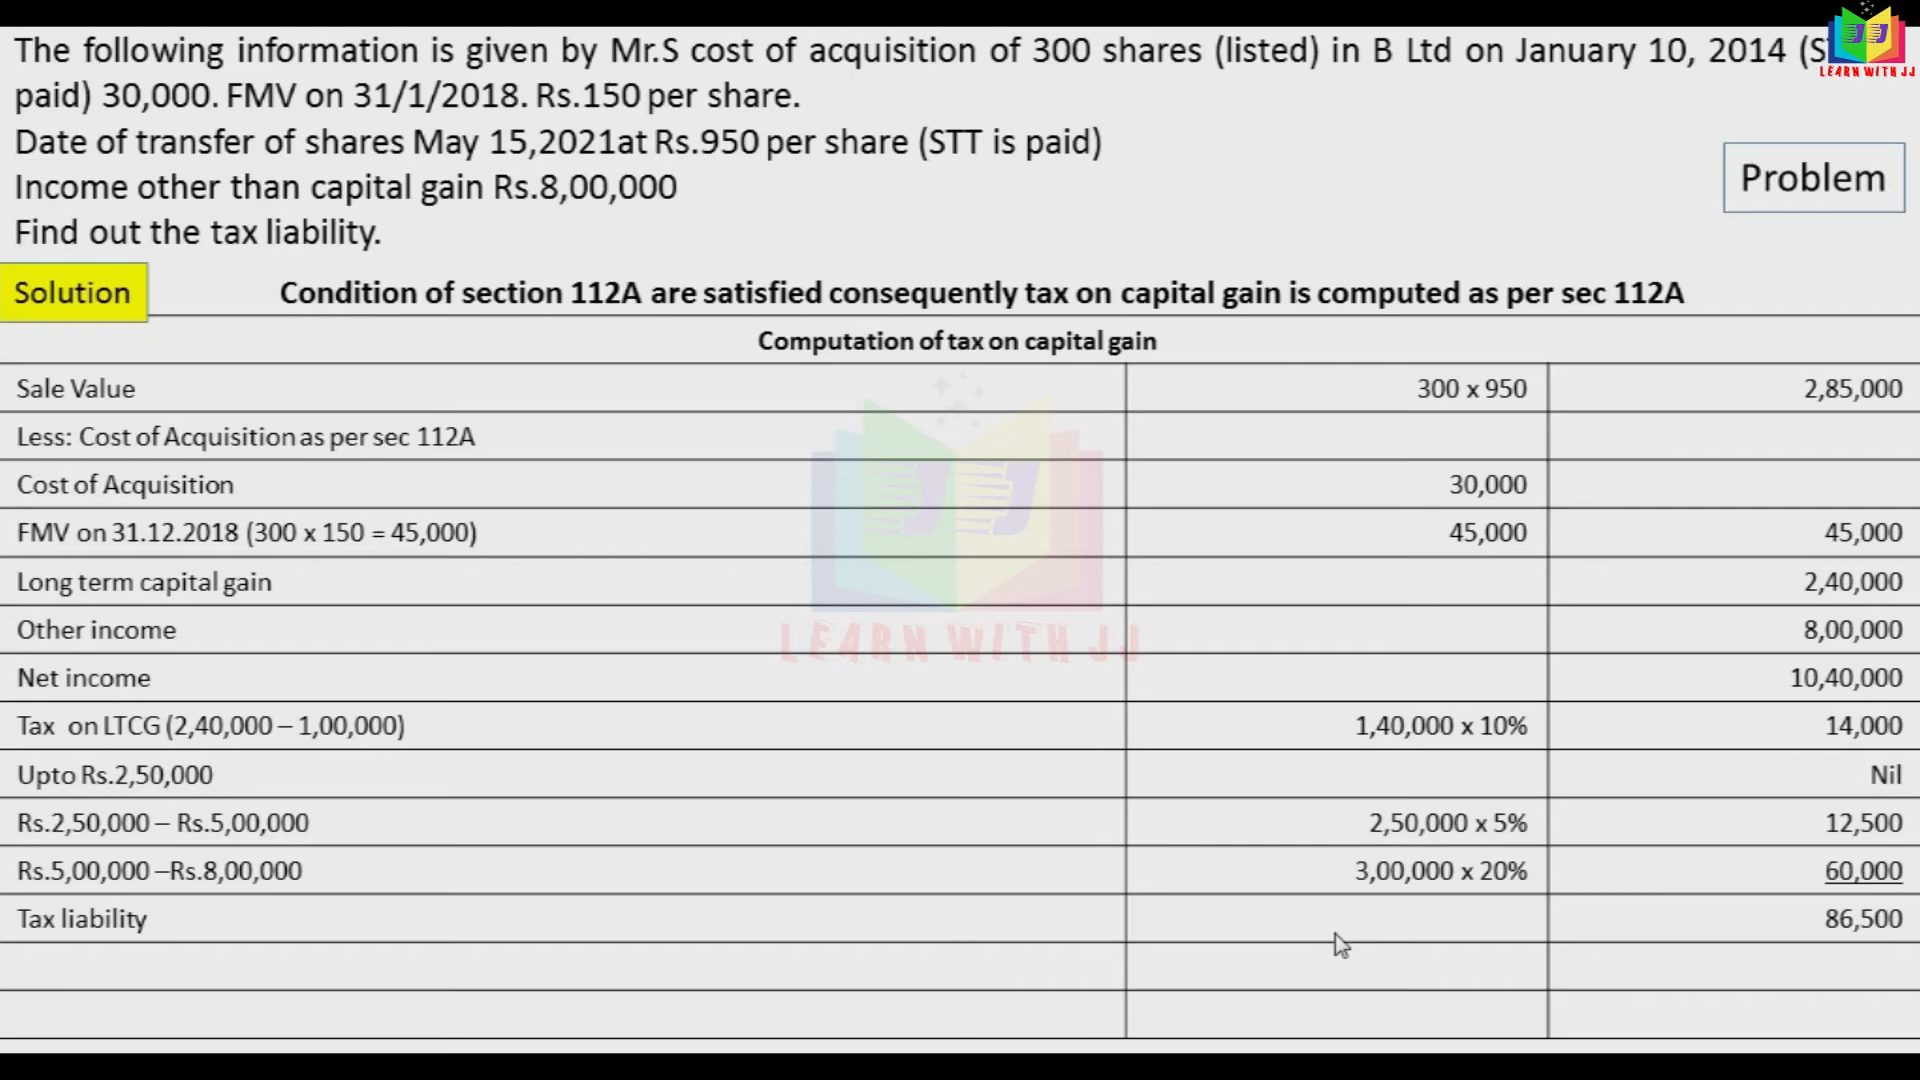 The following information is given by Mr.S cost of acquisition of 300 shares (listed) in B Ltd on January 10, 2014 (S
paid) 30,000. FMV on 31/1/2018. Rs.150 per share.
Date of transfer of shares May 15,2021at Rs.950 per share (STT is paid)
Income other than capital gain Rs.8,00,000
Find out the tax liability.
JJ
LEARN WITH JJ
Problem
Solution
Condition of section 112A are satisfied consequently tax on capital gain is computed as per sec 112A
Computation of tax on capital gain
Sale Value 300 x 950 2,85,000
Less: Cost of Acquisition as per sec 112A
Cost of Acquisition 30,000
FMV on 31.12.2018 (300 x 150 = 45,000) 45,000 45,000
Long term capital gain 2,40,000
Other income 8,00,000
Net income 10,40,000
Tax on LTCG (2,40,000 – 1,00,000) 1,40,000 x 10% 14,000
Upto Rs.2,50,000 Nil
Rs.2,50,000 – Rs.5,00,000 2,50,000 x 5% 12,500
Rs.5,00,000 –Rs.8,00,000 3,00,000 x 20% 60,000
Tax liability 86,500
JJ
LE4RN WITH JJ